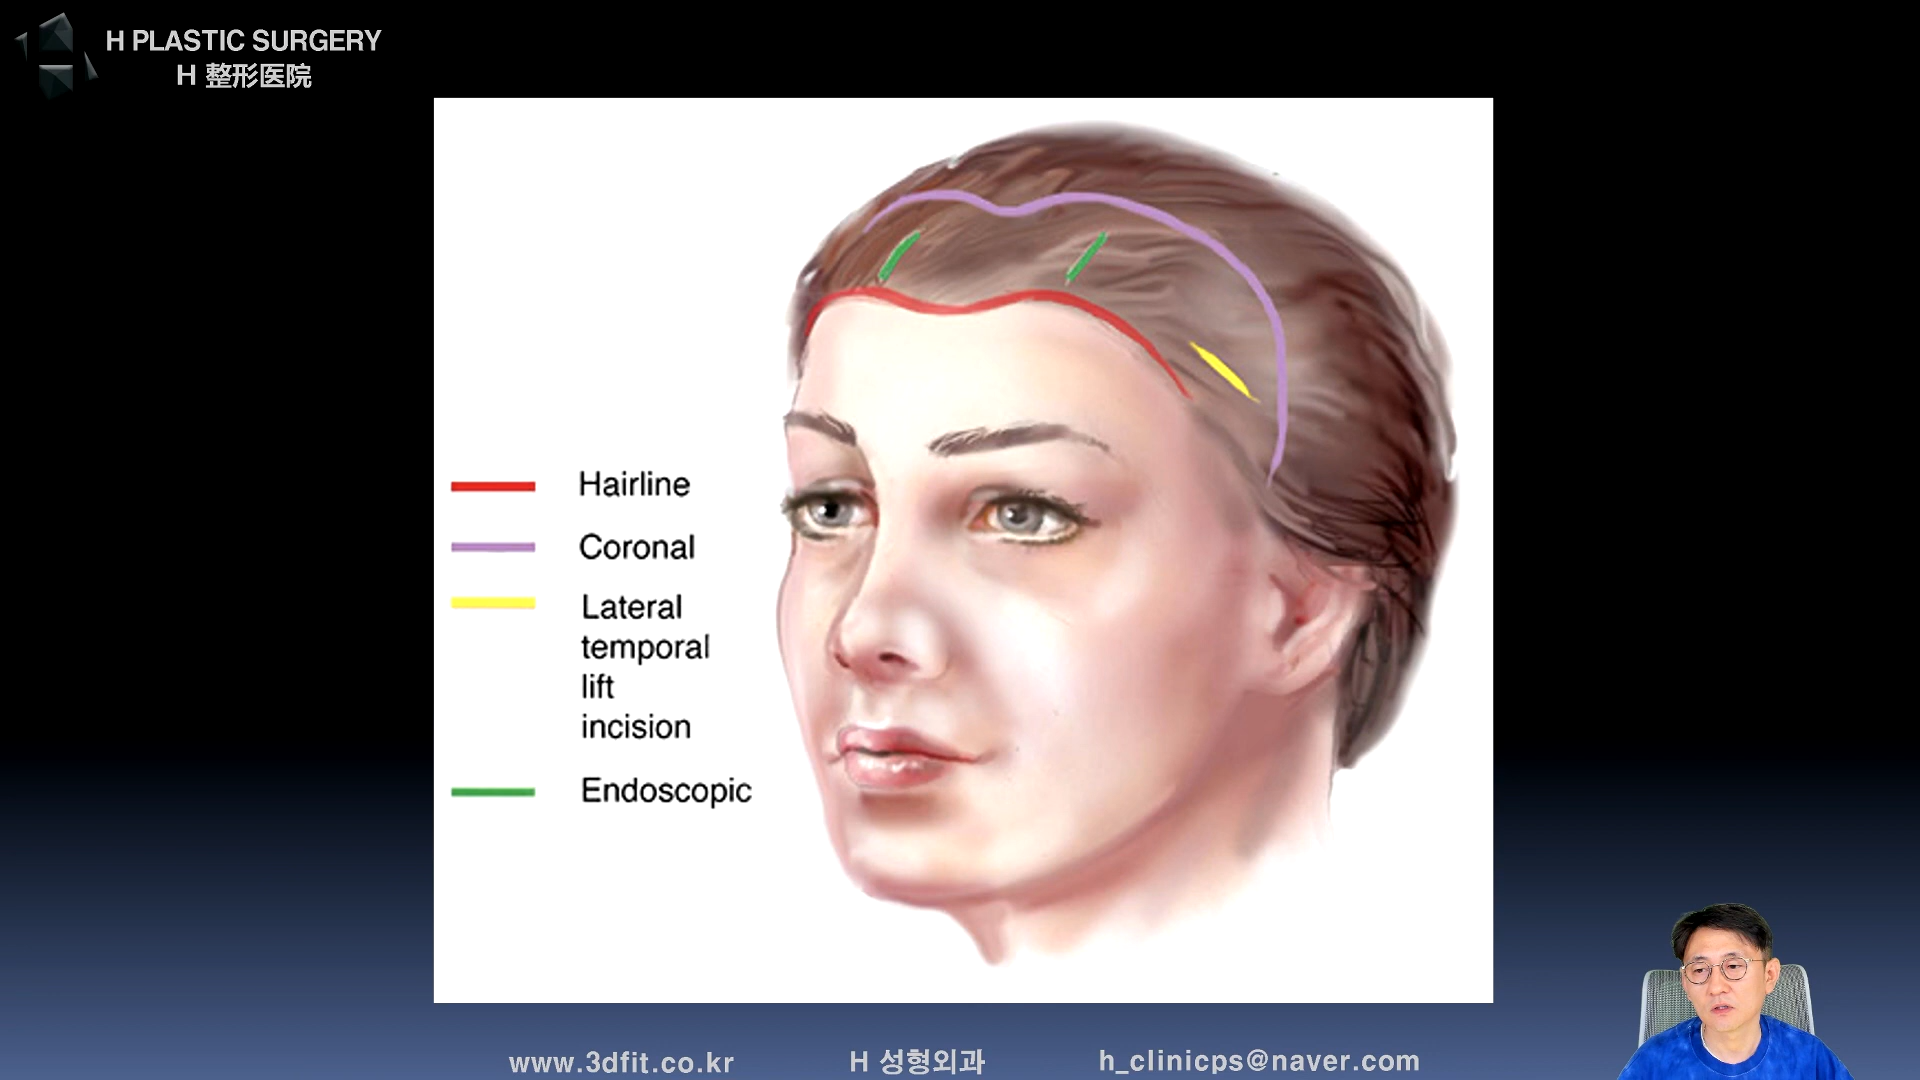 H PLASTIC SURGERY
H 整形医院
Hairline
Coronal
Lateral
temporal
lift
incision
Endoscopic
www.3dfit.co.kr
H 성형외과
h_clinicps@naver.com